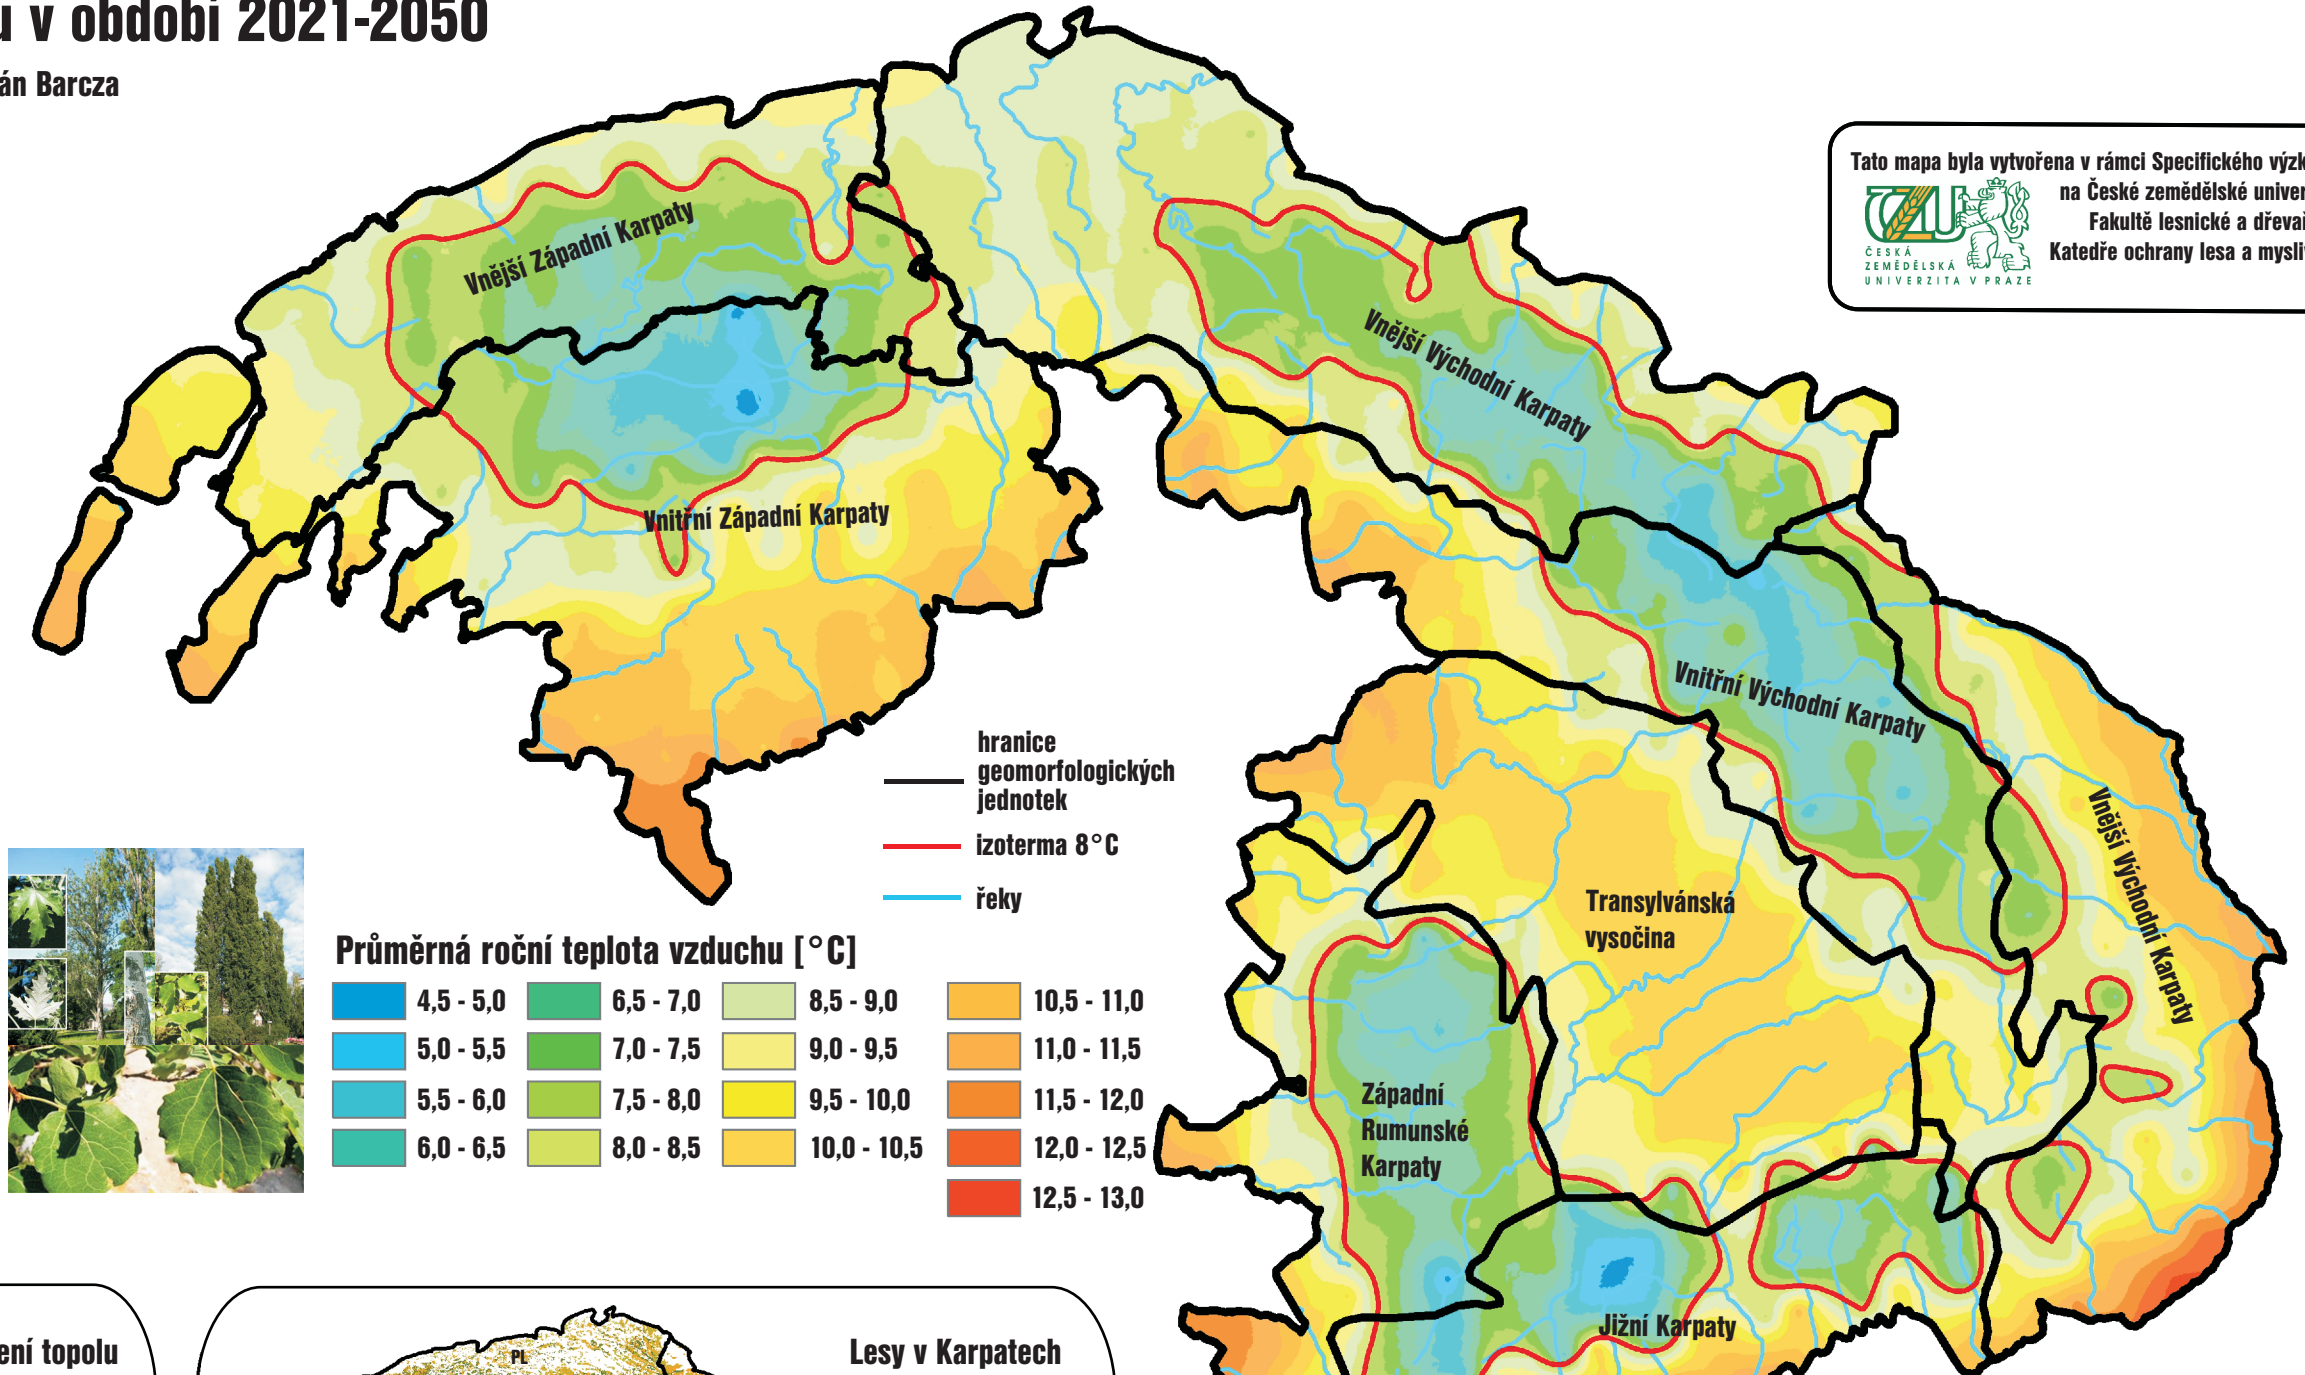 v období 2021-2050
án Barcza
Tato mapa byla vytvořena v rámci Specifického výzk
na České zemědělské univer
Fakultě lesnické a dřevař
Katedře ochrany lesa a mysliv
ČZU
ČESKÁ
ZEMĚDĚLSKÁ
UNIVERZITA V PRAZE
Vnější Západní Karpaty
Vnější Východní Karpaty
Vnitřní Západní Karpaty
Vnitřní Východní Karpaty
Vnější Východní Karpaty
Transylvánská
vysočina
Západní
Rumunské
Karpaty
Jižní Karpaty
hranice
geomorfologických
jednotek
izoterma 8°C
řeky
Průměrná roční teplota vzduchu [°C]
4,5 - 5,0
5,0 - 5,5
5,5 - 6,0
6,0 - 6,5
6,5 - 7,0
7,0 - 7,5
7,5 - 8,0
8,0 - 8,5
8,5 - 9,0
9,0 - 9,5
9,5 - 10,0
10,0 - 10,5
10,5 - 11,0
11,0 - 11,5
11,5 - 12,0
12,0 - 12,5
12,5 - 13,0
ení topolu
PL
Lesy v Karpatech